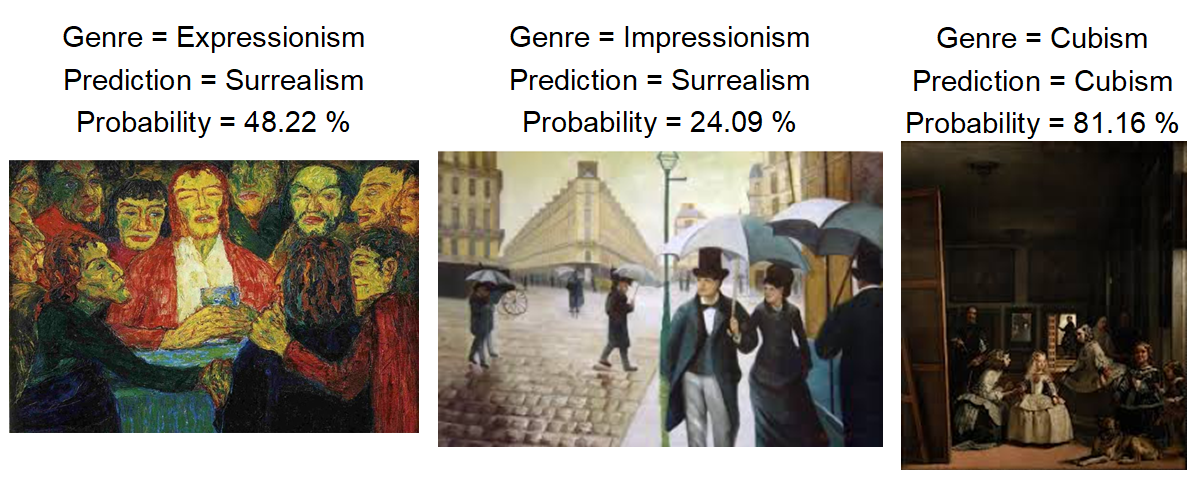 Genre = Expressionism
Prediction = Surrealism
Probability = 48.22 %
Genre = Impressionism
Prediction = Surrealism
Probability = 24.09 %
Genre = Cubism
Prediction = Cubism
Probability = 81.16 %